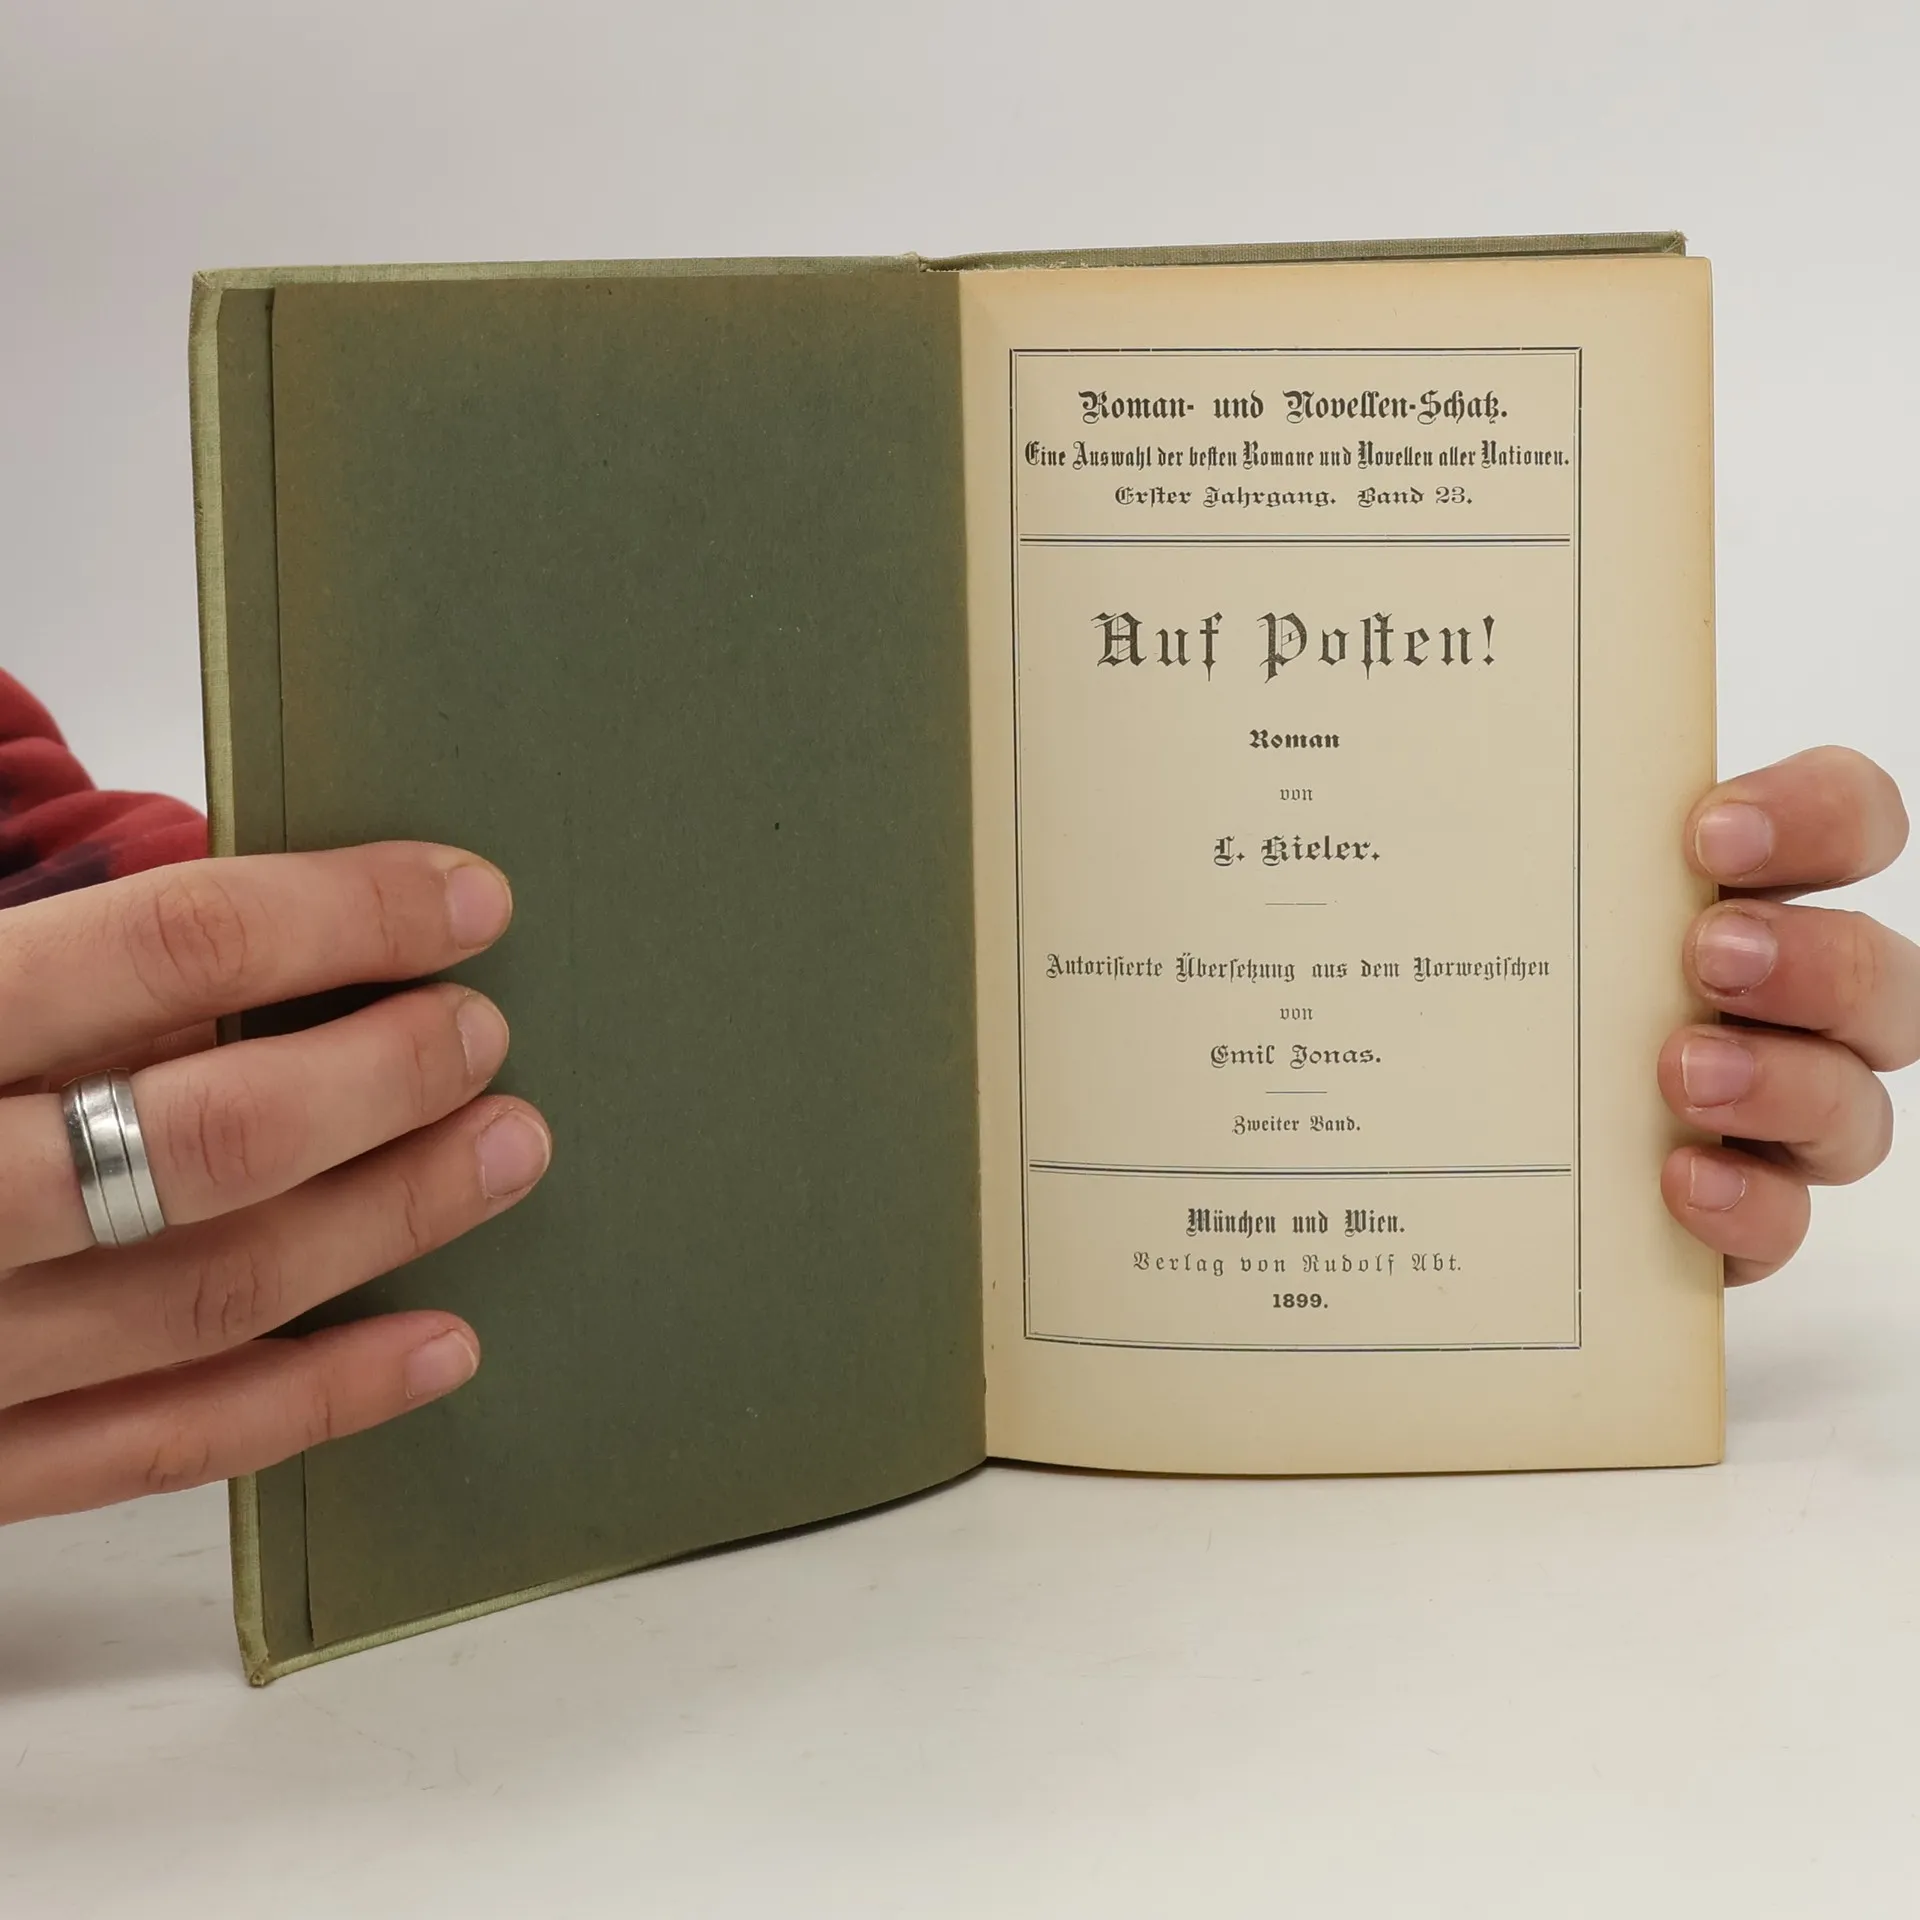 Roman- und Novellen-Schatz.
Eine Auswahl der besten Romane und Novellen aller Nationen.
Erster Jahrgang. Band 23.
Auf Posten!
Roman
von
L. Kieler.
Autorisierte Übersetzung aus dem Norwegischen
von
Emil Jonas.
Zweiter Band.
München und Wien.
Verlag von Rudolf Abt.
1899.